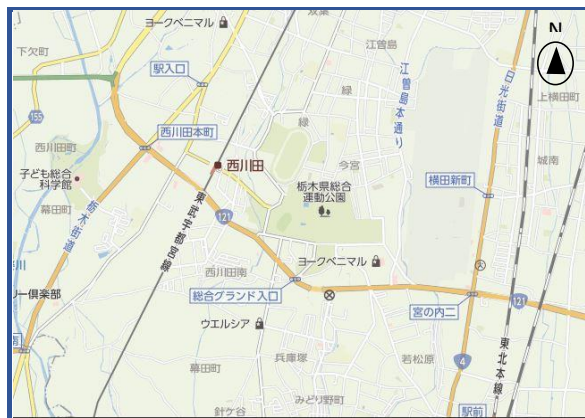 ヨークベニマル
双葉
下欠町
駅入口
江曽島
N
江曽島本通り
日光街道
上横田町
緑
緑
155
西川田本町
西川田町
子ども総合
科学館
西川田
今宮
城南
栃木県総合
運動公園
横田新町
幕田町
栃木街道
東武宇都宮線
121
西川田南
ヨークベニマル
リー倶楽部
総合グランド入口
宮の内二
121
ウエルシア
兵庫塚
若松原
4
東北本線
幕田町
みどり野町
針ケ谷
駅前